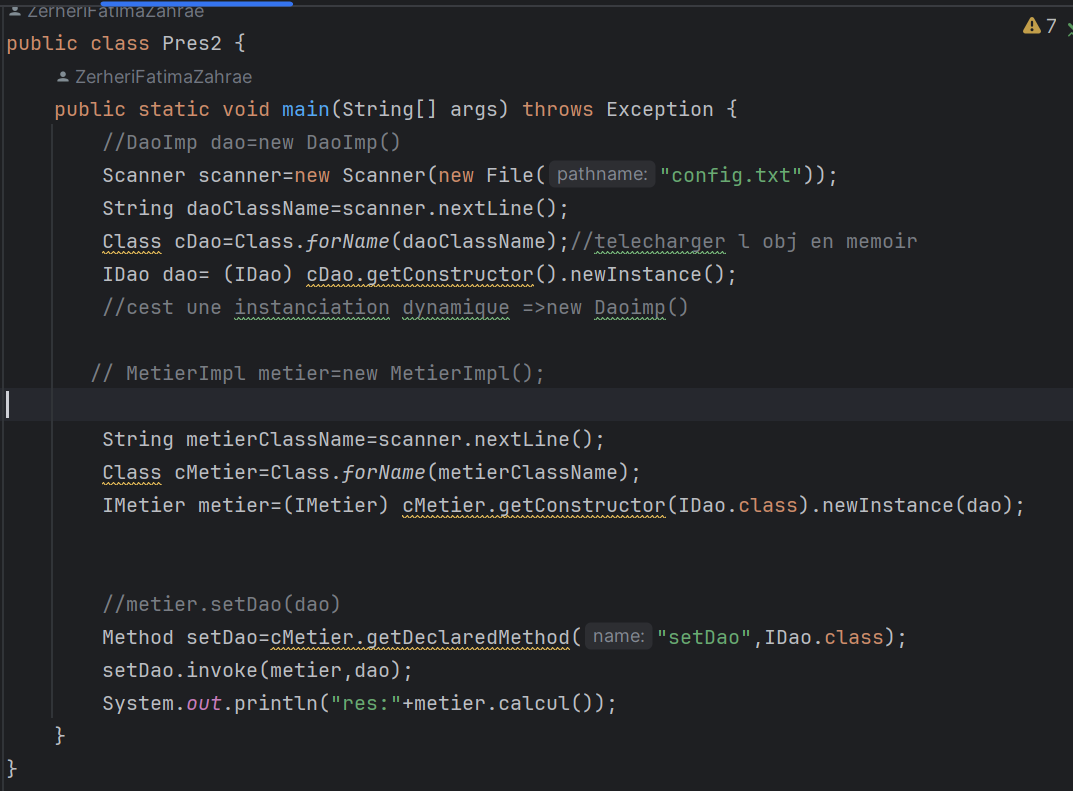 ZerheriFatimaZahrae
7
public class Pres2 {
ZerheriFatimaZahrae
public static void main(String[] args) throws Exception {
//DaoImp dao=new DaoImp()
Scanner scanner=new Scanner(new File( pathname: "config.txt"));
String daoClassName=scanner.nextLine();
Class cDao=Class.forName(daoClassName);//telecharger l obj en memoir
IDao dao= (IDao) cDao.getConstructor().newInstance();
//cest une instanciation dynamique =>new Daoimp()
// MetierImpl metier=new MetierImpl();
String metierClassName=scanner.nextLine();
Class cMetier=Class.forName(metierClassName);
IMetier metier=(IMetier) cMetier.getConstructor(IDao.class).newInstance(dao);
//metier.setDao(dao)
Method setDao=cMetier.getDeclaredMethod( name: "setDao",IDao.class);
setDao.invoke(metier,dao);
System.out.println("res:"+metier.calcul());
}
}